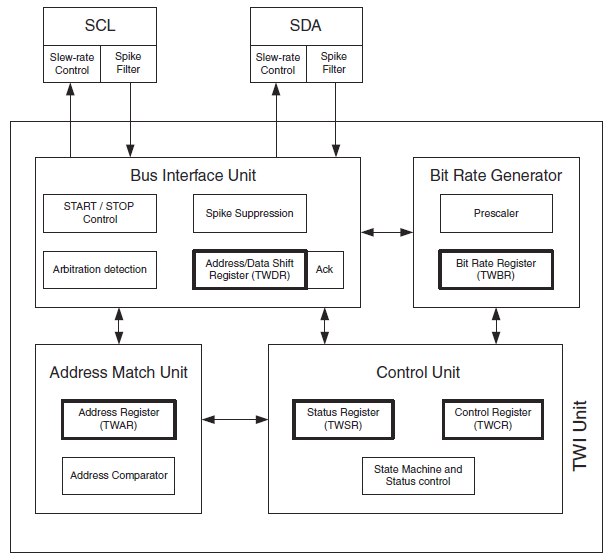 SCL
SDA
Slew-rate
Control
Spike
Filter
Slew-rate
Control
Spike
Filter
Bus Interface Unit
START / STOP
Control
Spike Suppression
Arbitration detection
Address/Data Shift
Register (TWDR)
Ack
Bit Rate Generator
Prescaler
Bit Rate Register
(TWBR)
Address Match Unit
Address Register
(TWAR)
Address Comparator
Control Unit
Status Register
(TWSR)
Control Register
(TWCR)
State Machine and
Status control
TWI Unit